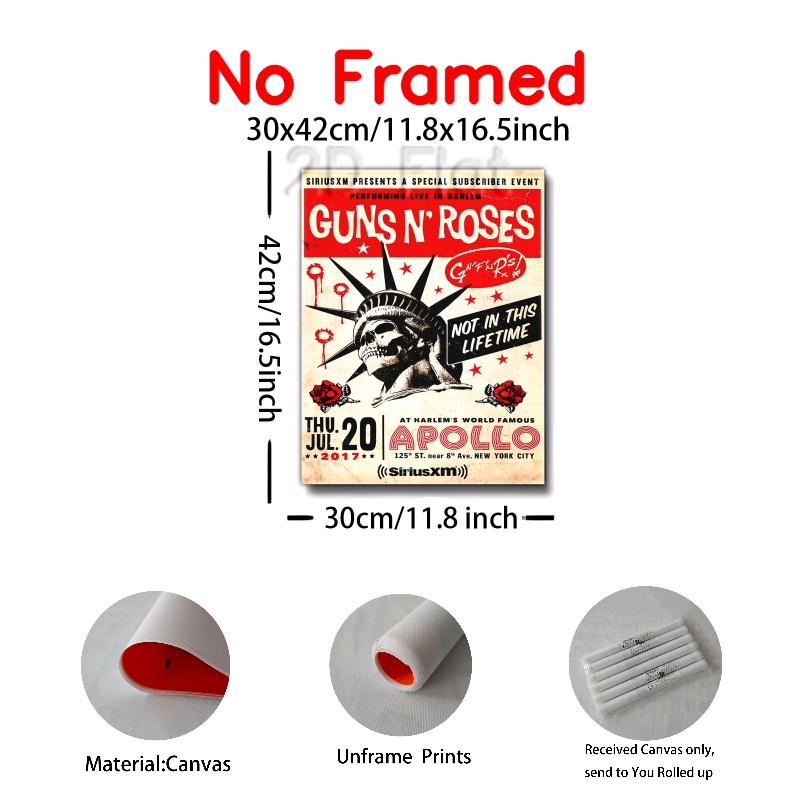 No Framed
30x42cm/11.8x16.5inch
2D Flat
SIRIUSXM PRESENTS A SPECIAL SUBSCRIBER EVENT
PERFORMING LIVE IN HARLEM
GUNS N' ROSES
G N' F' N' R's!
NOT IN THIS
LIFETIME
42cm/16.5inch
THU.
JUL. 20
2017
AT HARLEM'S WORLD FAMOUS
APOLLO
125th ST. near 8th Ave. NEW YORK CITY
SiriusXM
30cm/11.8 inch
Material:Canvas
Unframe Prints
Received Canvas only,
send to You Rolled up